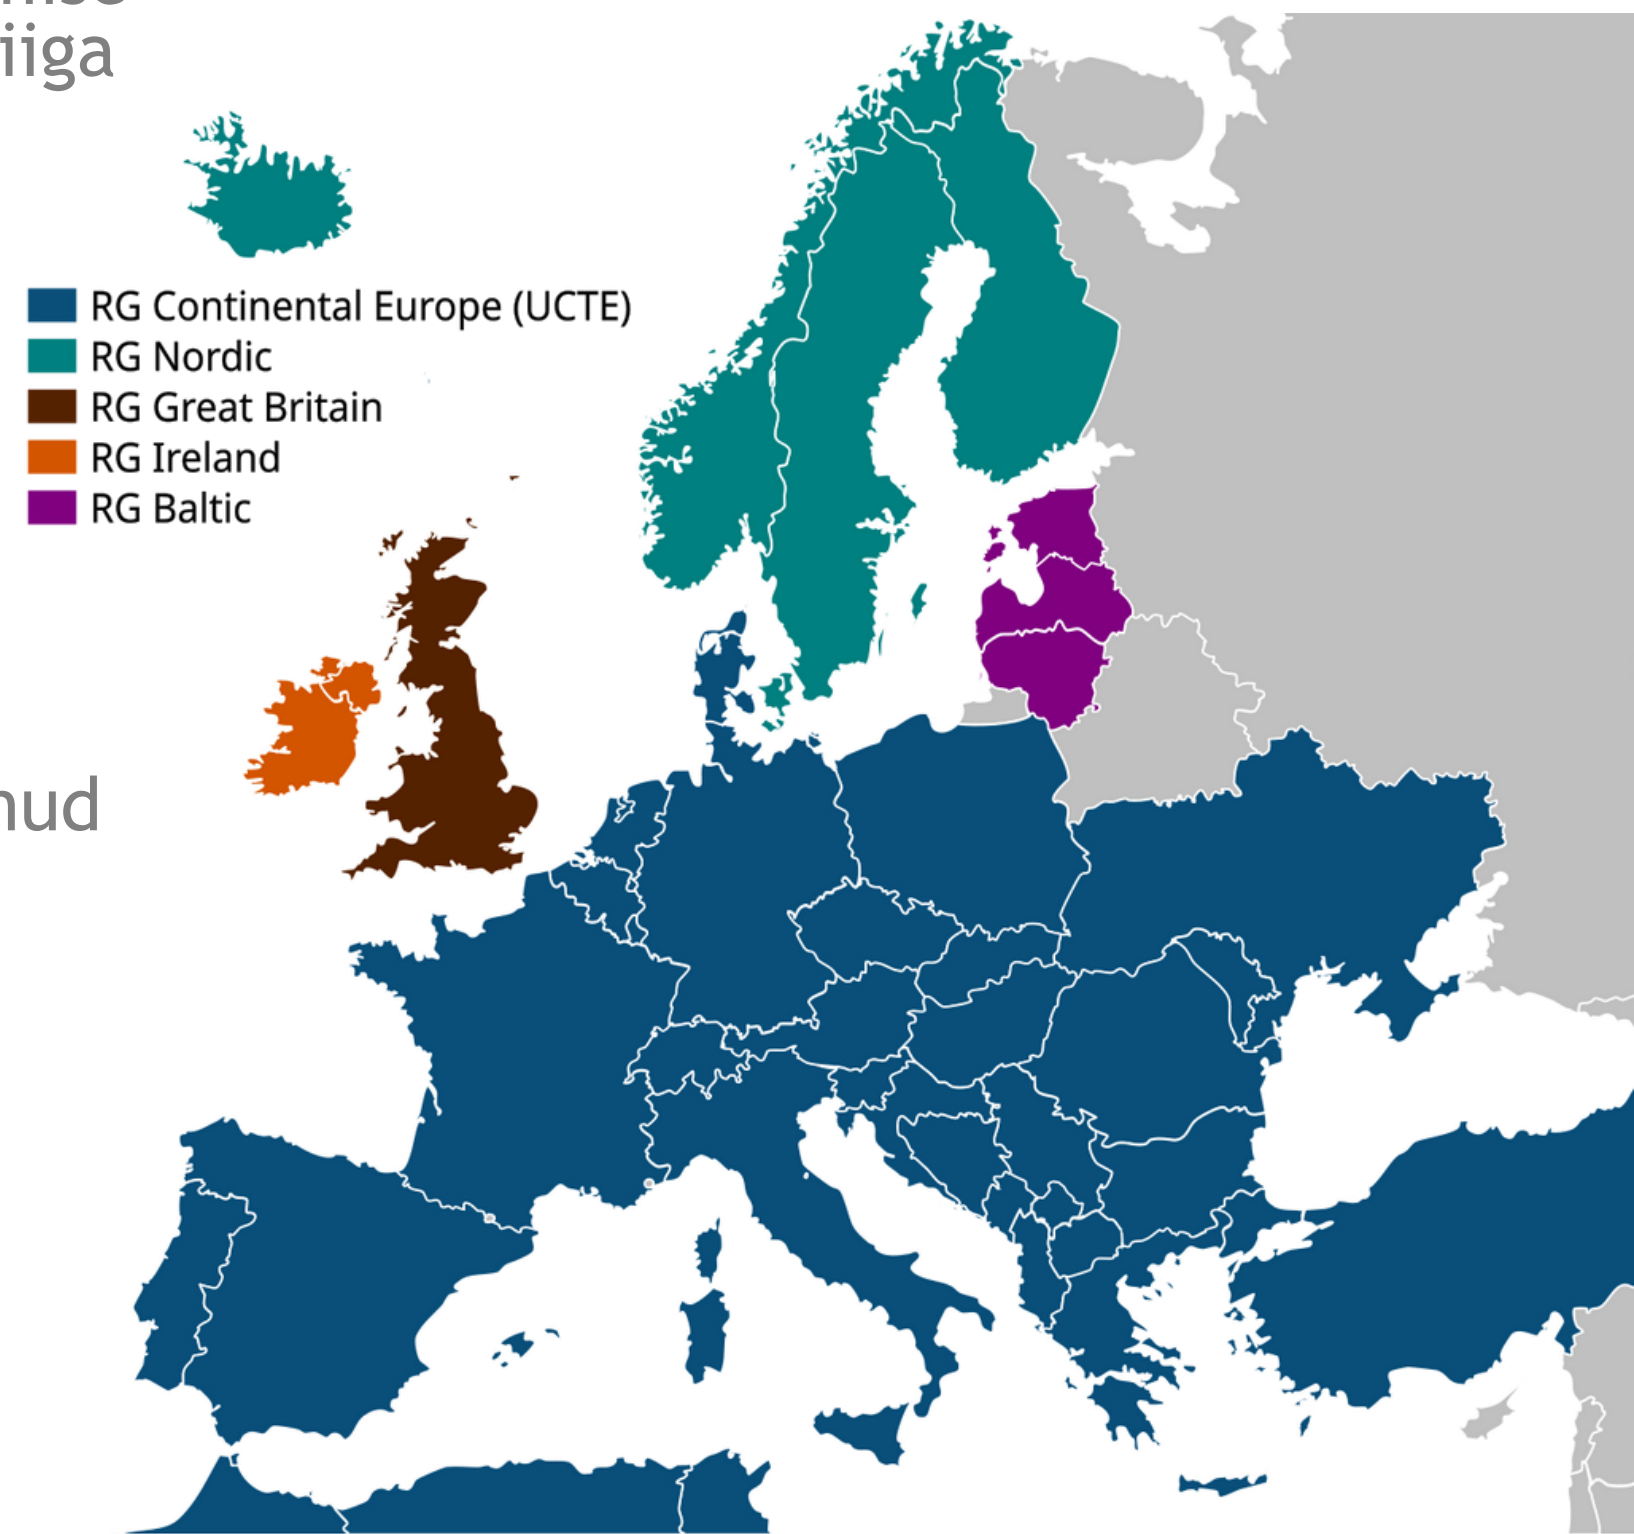 iiga
RG Continental Europe (UCTE)
RG Nordic
RG Great Britain
RG Ireland
RG Baltic
nud